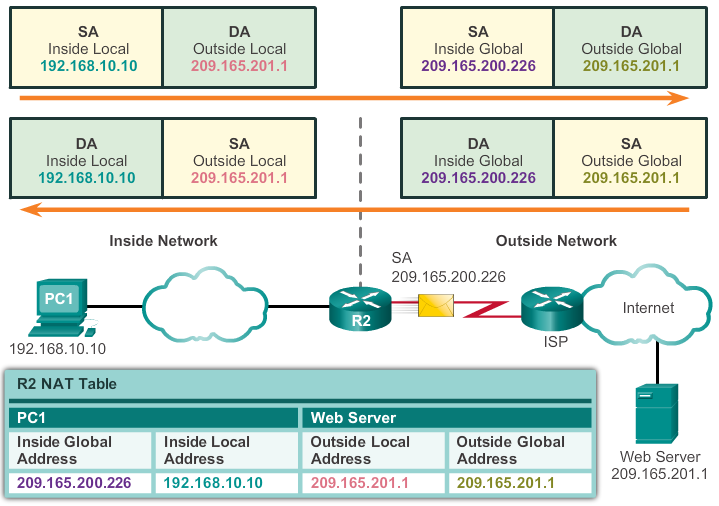 SA
Inside Local
192.168.10.10
DA
Outside Local
209.165.201.1
SA
Inside Global
209.165.200.226
DA
Outside Global
209.165.201.1
DA
Inside Local
192.168.10.10
SA
Outside Local
209.165.201.1
DA
Inside Global
209.165.200.226
SA
Outside Global
209.165.201.1
Inside Network
Outside Network
SA
209.165.200.226
PC1
192.168.10.10
R2
ISP
Internet
Web Server
209.165.201.1
R2 NAT Table
PC1
Web Server
Inside Global
Address
Inside Local
Address
Outside Local
Address
Outside Global
Address
209.165.200.226
192.168.10.10
209.165.201.1
209.165.201.1